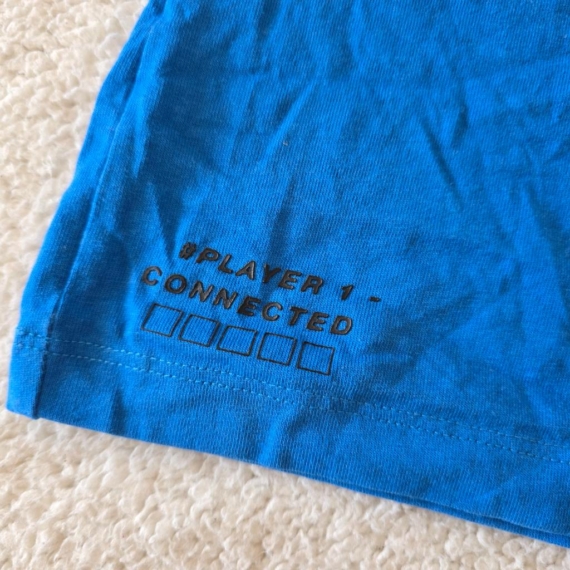 #PLAYER 1 -
CONNECTED
□□□□□